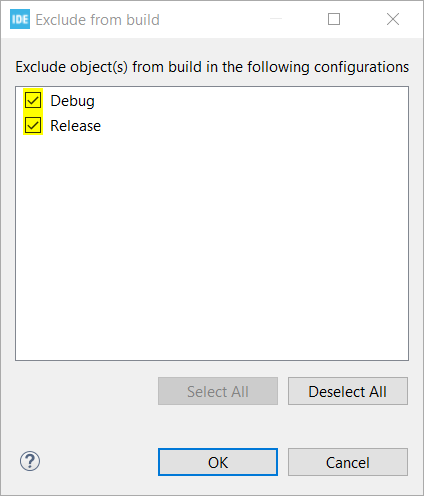 IDE Exclude from build
Exclude object(s) from build in the following configurations
Debug
Release
Select All Deselect All
? OK Cancel